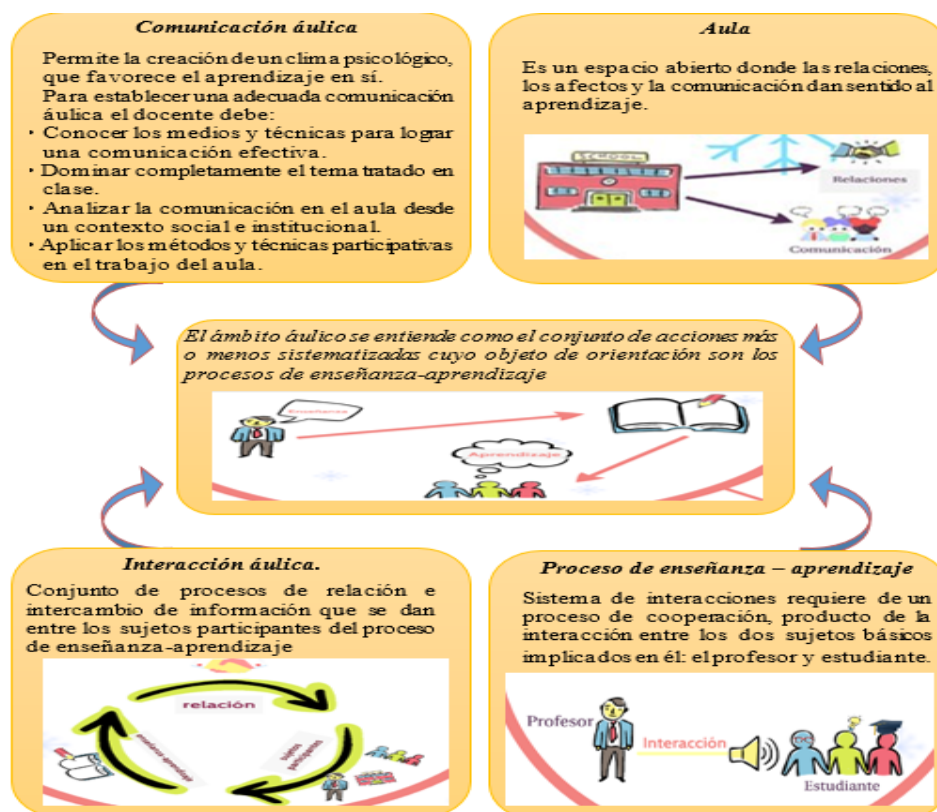 Comunicación áulica
Permite la creación de un clima psicológico,
que favorece el aprendizaje en sí.
Para establecer una adecuada comunicación
áulica el docente debe:
• Conocer los medios y técnicas para lograr
una comunicación efectiva.
• Dominar completamente el tema tratado en
clase.
• Analizar la comunicación en el aula desde
un contexto social e institucional.
• Aplicar los métodos y técnicas participativas
en el trabajo del aula.
Aula
Es un espacio abierto donde las relaciones,
los afectos y la comunicación dan sentido al
aprendizaje.
SCHOOL
Relaciones
Comunicación
El ámbito áulico se entiende como el conjunto de acciones más
o menos sistematizadas cuyo objeto de orientación son los
procesos de enseñanza-aprendizaje
Enseñanza
Aprendizaje
Interacción áulica.
Conjunto de procesos de relación e
intercambio de información que se dan
entre los sujetos participantes del proceso
de enseñanza-aprendizaje
relación
sujetos
participantes
Proceso de enseñanza – aprendizaje
Sistema de interacciones requiere de un
proceso de cooperación, producto de la
interacción entre los dos sujetos básicos
implicados en él: el profesor y estudiante.
Profesor
Interacción
Estudiante